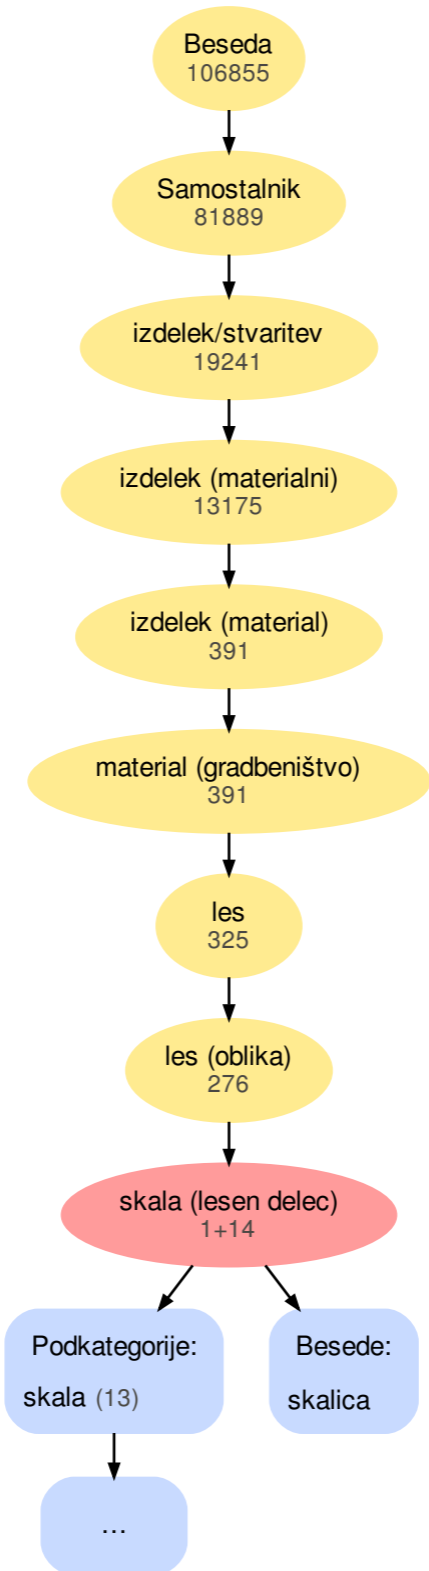 Beseda
106855
Samostalnik
81889
izdelek/stvaritev
19241
izdelek (materialni)
13175
izdelek (material)
391
material (gradbeništvo)
391
les
325
les (oblika)
276
skala (lesen delec)
1+14
Podkategorije:
skala (13)
Besede:
skalica
...